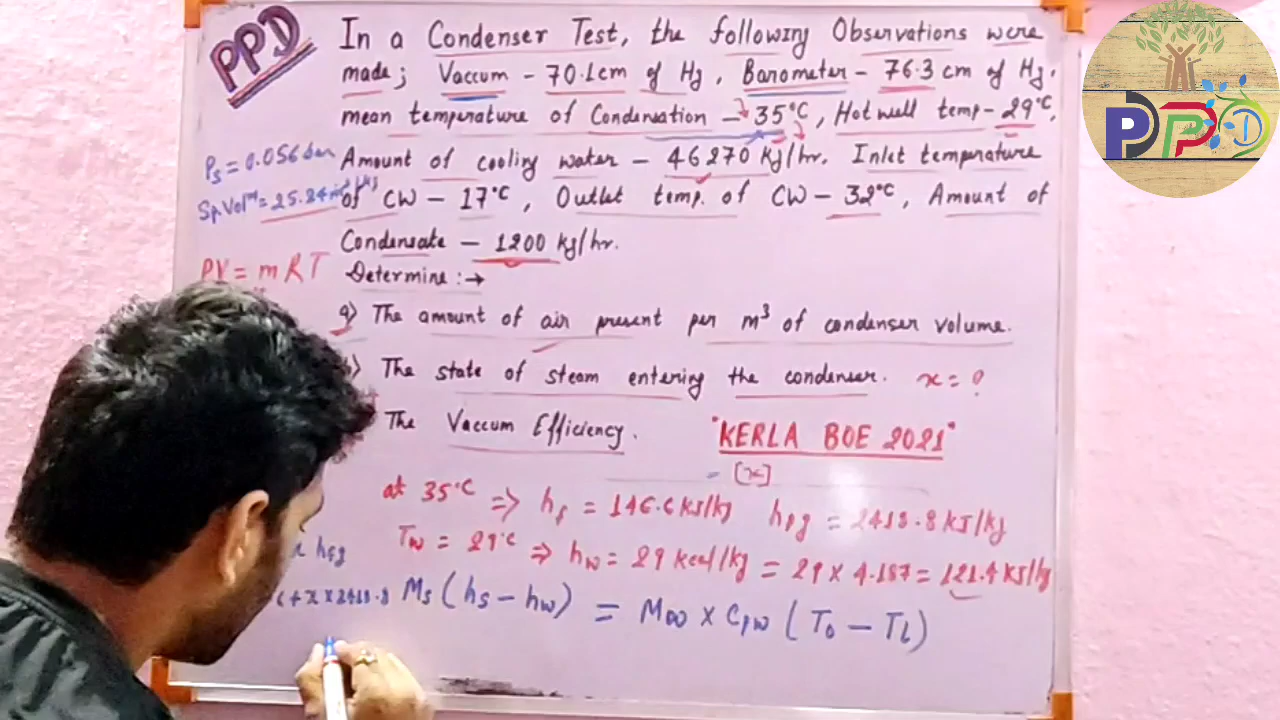 PPD
In a Condenser Test, the following Observations were
made; Vaccum - 70.1cm of Hg, Barometer - 76.3 cm of Hg.
mean temperature of Condensation - 35°C, Hot well temp - 29°C,
Amount of cooling water - 46270 kg/hr. Inlet temperature
of CW - 17°C, Outlet temp. of CW - 32°C, Amount of
Condensate - 1200 kg/hr.
Determine :→
Ps = 0.056 bar
Sp. Volm = 25.24
PV = mRT
a) The amount of air present per m³ of condenser volume.
The state of steam entering the condenser. x = ?
The Vaccum Efficiency.
"KERLA BOE 2021"
[x]
at 35°C ⇒ hf = 146.6 KJ/kg hfg = 2418.8 KJ/kg
Tw = 29°C ⇒ hw = 29 kcal/kg = 29 × 4.187 = 121.4 KJ/kg
x hfg
+ x × 2418.8
Ms (hs - hw) = Mw × Cpw (To - Ti)
PPD